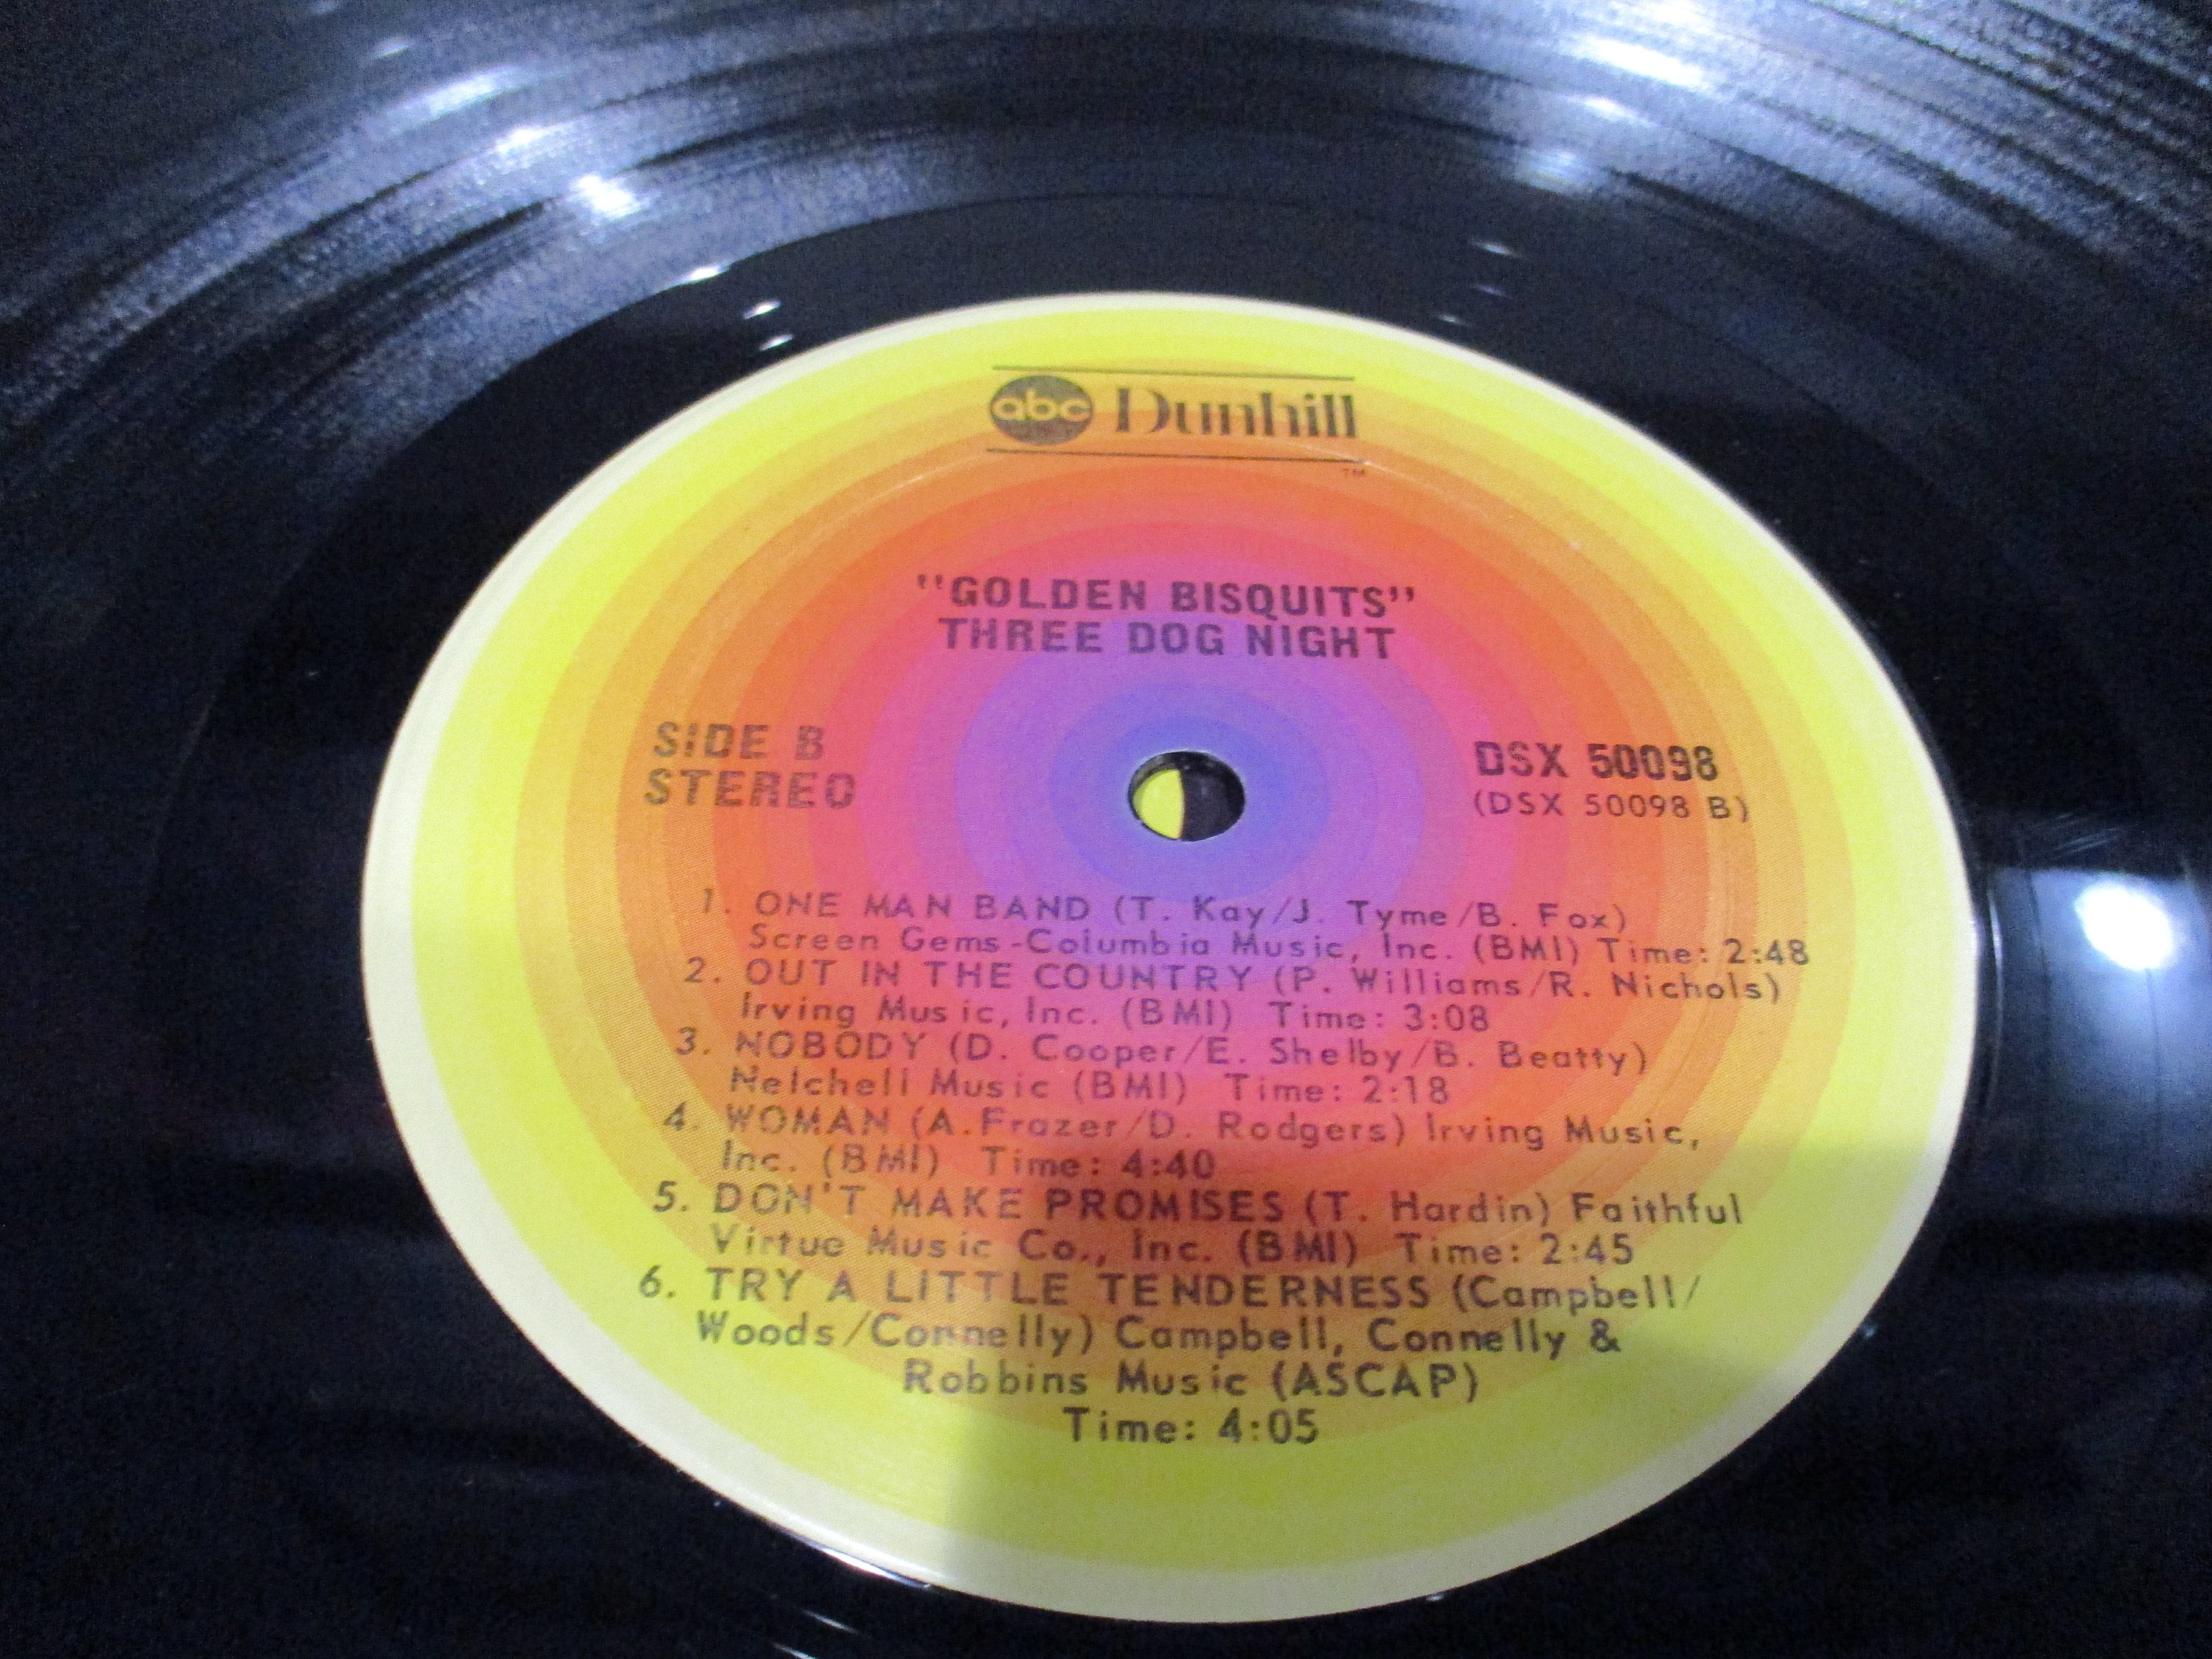 abc Dunhill
TM
"GOLDEN BISQUITS"
THREE DOG NIGHT
SIDE B
STEREO
DSX 50098
(DSX 50098 B)
1. ONE MAN BAND (T. Kay/J. Tyme/B. Fox)
Screen Gems-Columbia Music, Inc. (BMI) Time: 2:48
2. OUT IN THE COUNTRY (P. Williams/R. Nichols)
Irving Music, Inc. (BMI) Time: 3:08
3. NOBODY (D. Cooper/E. Shelby/B. Beatty)
Nelchell Music (BMI) Time: 2:18
4. WOMAN (A.Frazer/D. Rodgers) Irving Music,
Inc. (BMI) Time: 4:40
5. DON'T MAKE PROMISES (T. Hardin) Faithful
Virtue Music Co., Inc. (BMI) Time: 2:45
6. TRY A LITTLE TENDERNESS (Campbell/
Woods/Connelly) Campbell, Connelly &
Robbins Music (ASCAP)
Time: 4:05